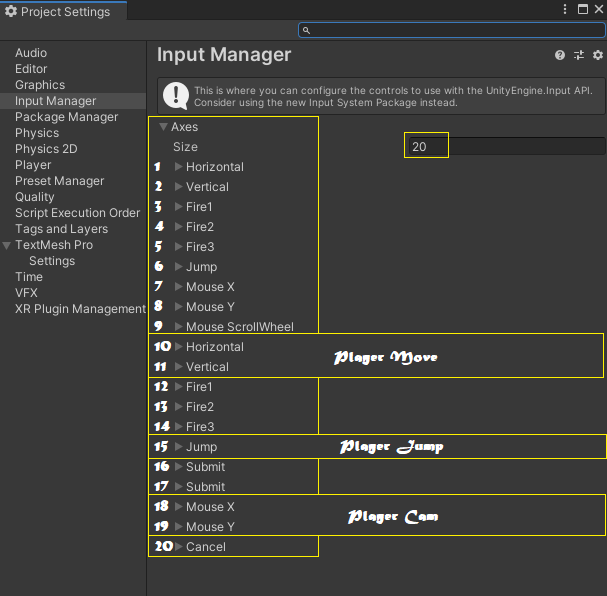 Project Settings
Audio
Editor
Graphics
Input Manager
Package Manager
Physics
Physics 2D
Player
Preset Manager
Quality
Script Execution Order
Tags and Layers
TextMesh Pro
Settings
Time
VFX
XR Plugin Management
Input Manager
This is where you can configure the controls to use with the UnityEngine.Input API.
Consider using the new Input System Package instead.
Axes
Size 20
1 Horizontal
2 Vertical
3 Fire1
4 Fire2
5 Fire3
6 Jump
7 Mouse X
8 Mouse Y
9 Mouse ScrollWheel
10 Horizontal
Player Move
11 Vertical
12 Fire1
13 Fire2
14 Fire3
15 Jump Player Jump
16 Submit
17 Submit
18 Mouse X
Player Cam
19 Mouse Y
20 Cancel